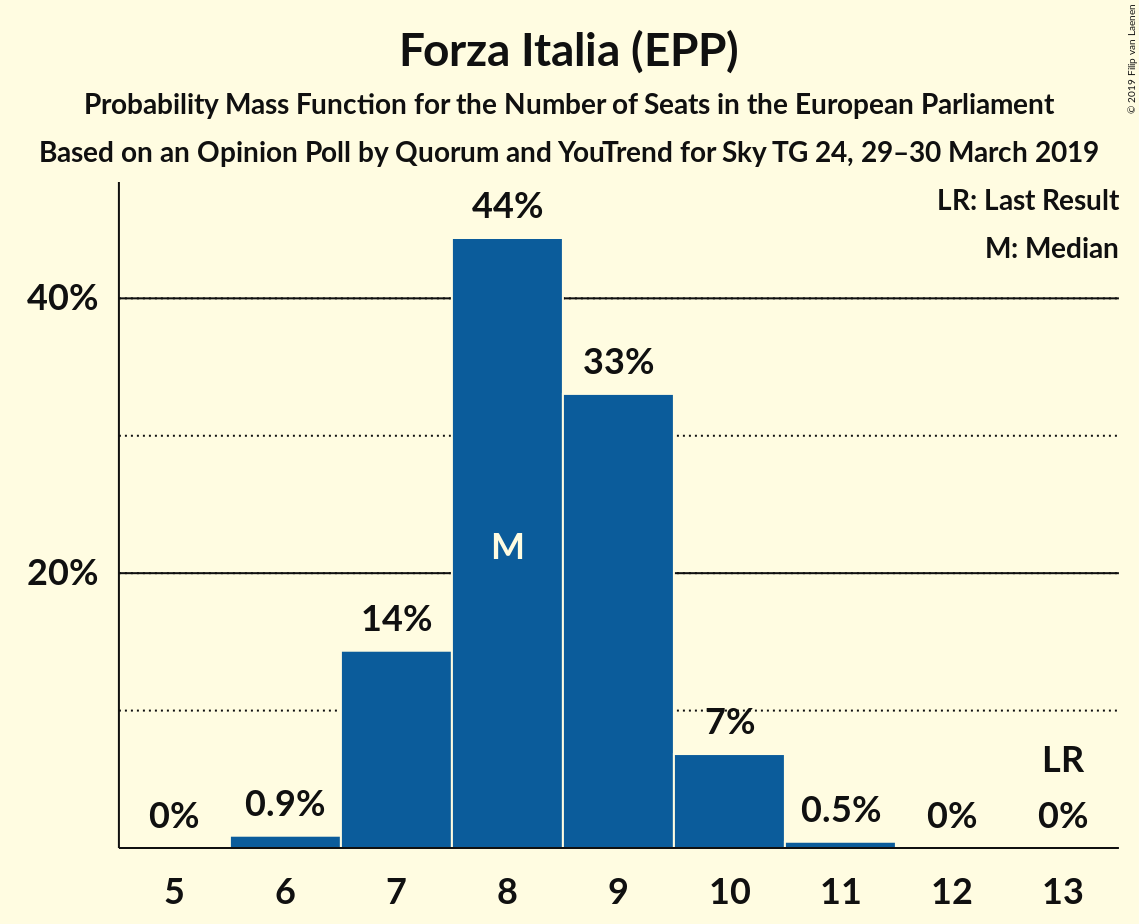 Forza Italia (EPP)
Probability Mass Function for the Number of Seats in the European Parliament
Based on an Opinion Poll by Quorum and YouTrend for Sky TG 24, 29–30 March 2019
© 2019 Filip van Laenen
LR: Last Result
M: Median
44%
40%
33%
M
20%
14%
7%
LR
0%
0.9%
0.5%
0%
0%
5 6 7 8 9 10 11 12 13